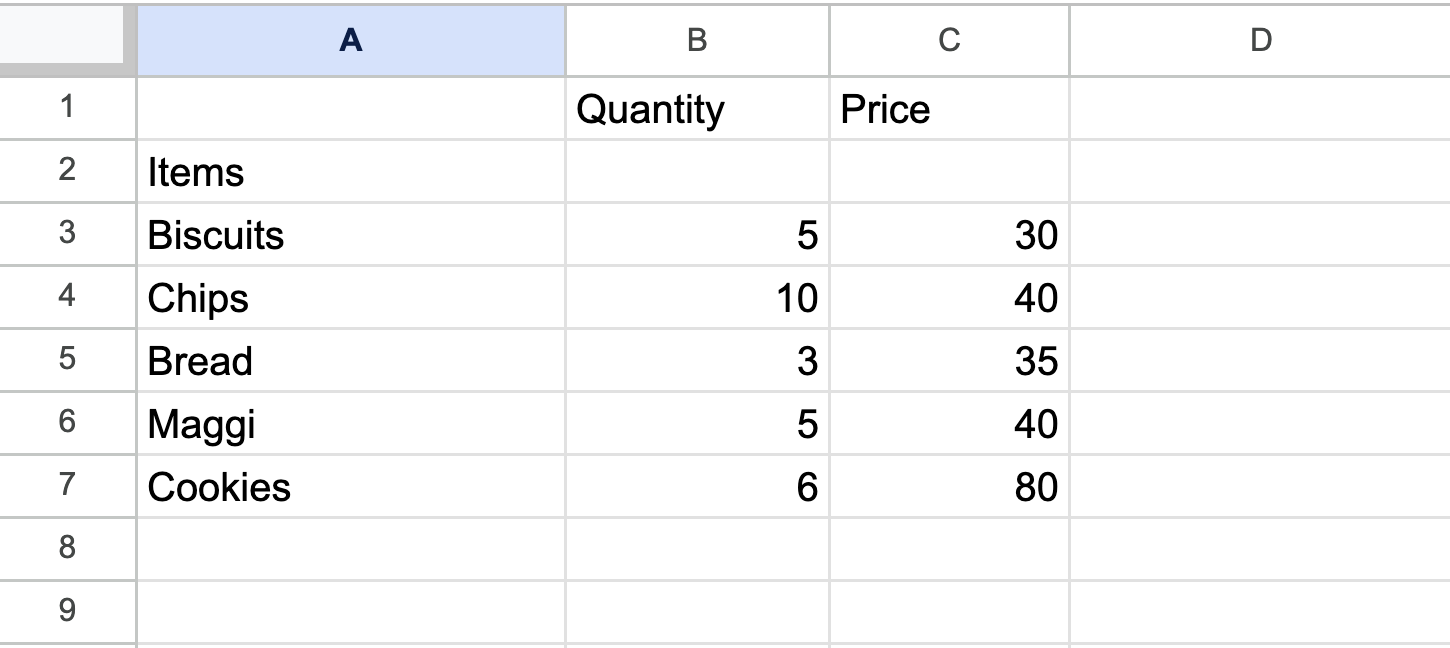 A B C D
1 Quantity Price
2 Items
3 Biscuits 5 30
4 Chips 10 40
5 Bread 3 35
6 Maggi 5 40
7 Cookies 6 80
8
9